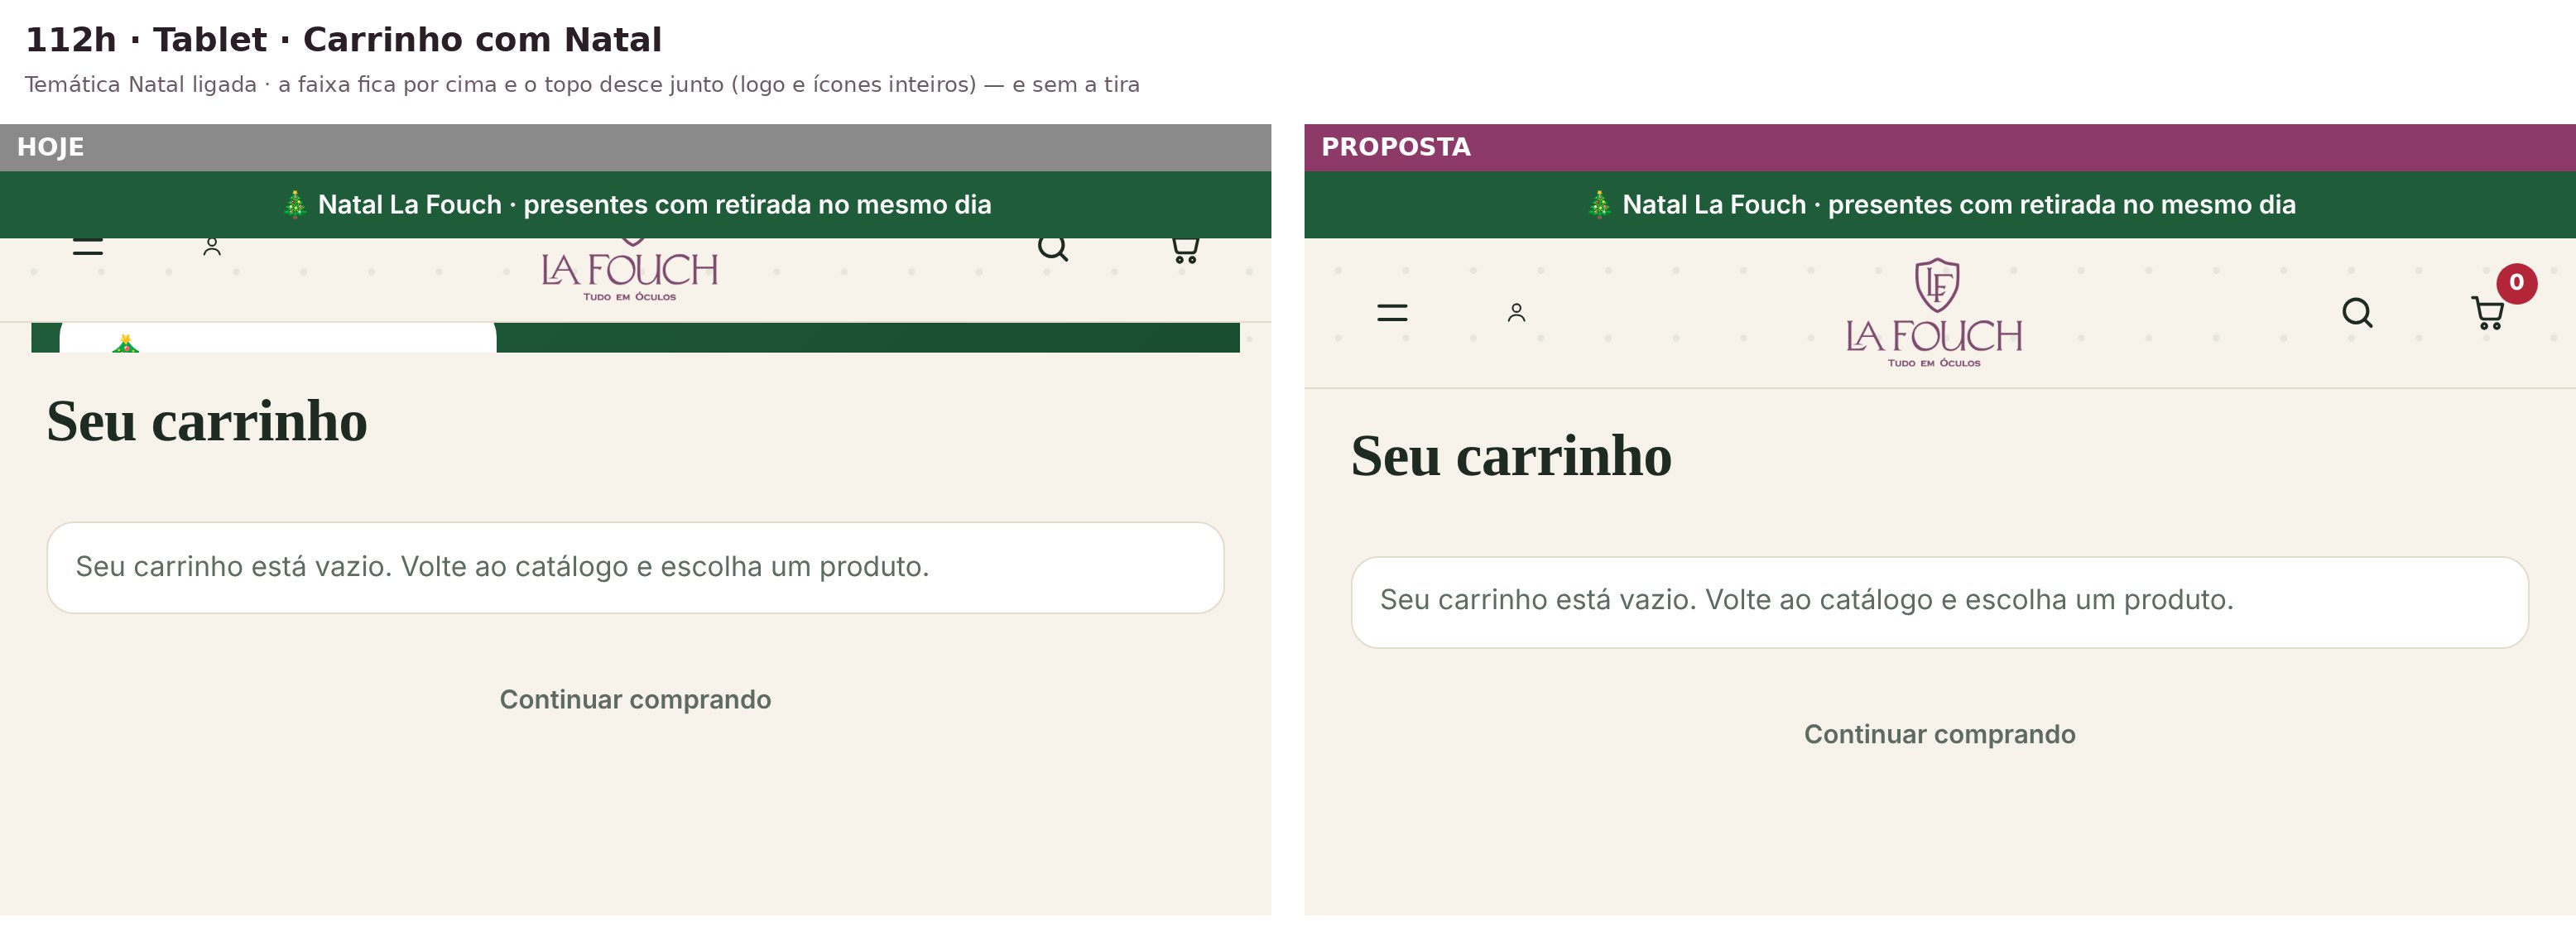 112h · Tablet · Carrinho com Natal
Temática Natal ligada · a faixa fica por cima e o topo desce junto (logo e ícones inteiros) — e sem a tira
HOJE
🎄 Natal La Fouch · presentes com retirada no mesmo dia
LA FOUCH
Tudo em Óculos
Seu carrinho
Seu carrinho está vazio. Volte ao catálogo e escolha um produto.
Continuar comprando
PROPOSTA
🎄 Natal La Fouch · presentes com retirada no mesmo dia
LF
LA FOUCH
Tudo em Óculos
0
Seu carrinho
Seu carrinho está vazio. Volte ao catálogo e escolha um produto.
Continuar comprando